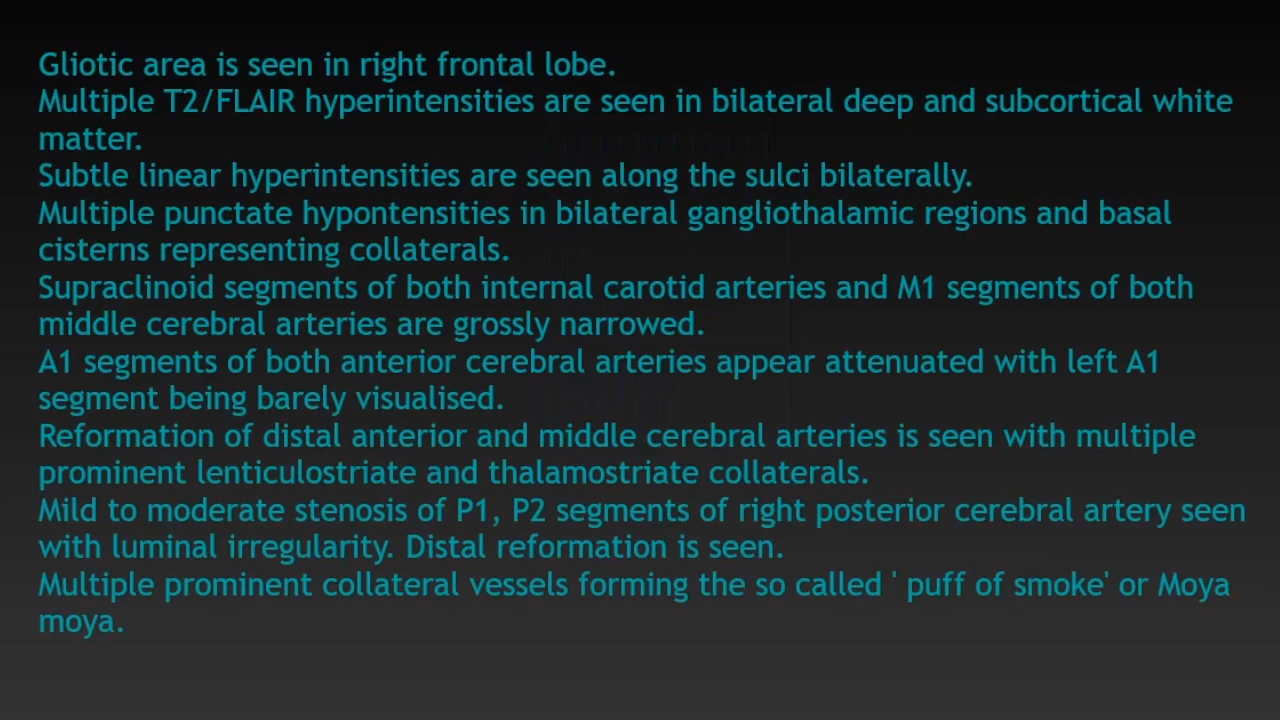 Gliotic area is seen in right frontal lobe.
Multiple T2/FLAIR hyperintensities are seen in bilateral deep and subcortical white
matter.
Subtle linear hyperintensities are seen along the sulci bilaterally.
Multiple punctate hypontensities in bilateral gangliothalamic regions and basal
cisterns representing collaterals.
Supraclinoid segments of both internal carotid arteries and M1 segments of both
middle cerebral arteries are grossly narrowed.
A1 segments of both anterior cerebral arteries appear attenuated with left A1
segment being barely visualised.
Reformation of distal anterior and middle cerebral arteries is seen with multiple
prominent lenticulostriate and thalamostriate collaterals.
Mild to moderate stenosis of P1, P2 segments of right posterior cerebral artery seen
with luminal irregularity. Distal reformation is seen.
Multiple prominent collateral vessels forming the so called ' puff of smoke' or Moya
moya.